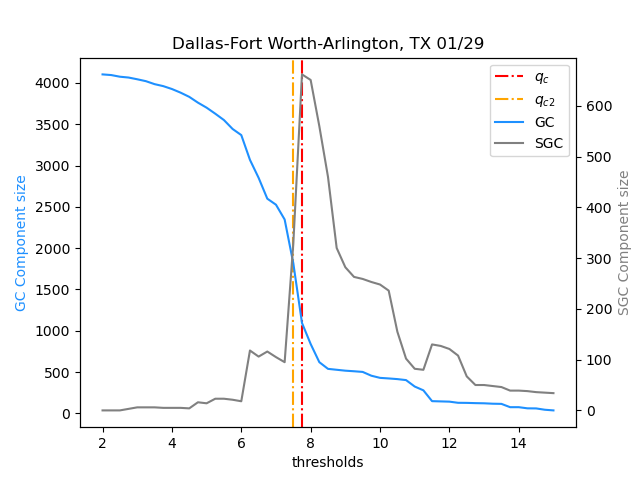 Dallas-Fort Worth-Arlington, TX 01/29
GC Component size
4000
3500
3000
2500
2000
1500
1000
500
0
q_c
q_c2
GC
SGC
600
500
400
300
200
100
0
SGC Component size
2 4 6 8 10 12 14
thresholds